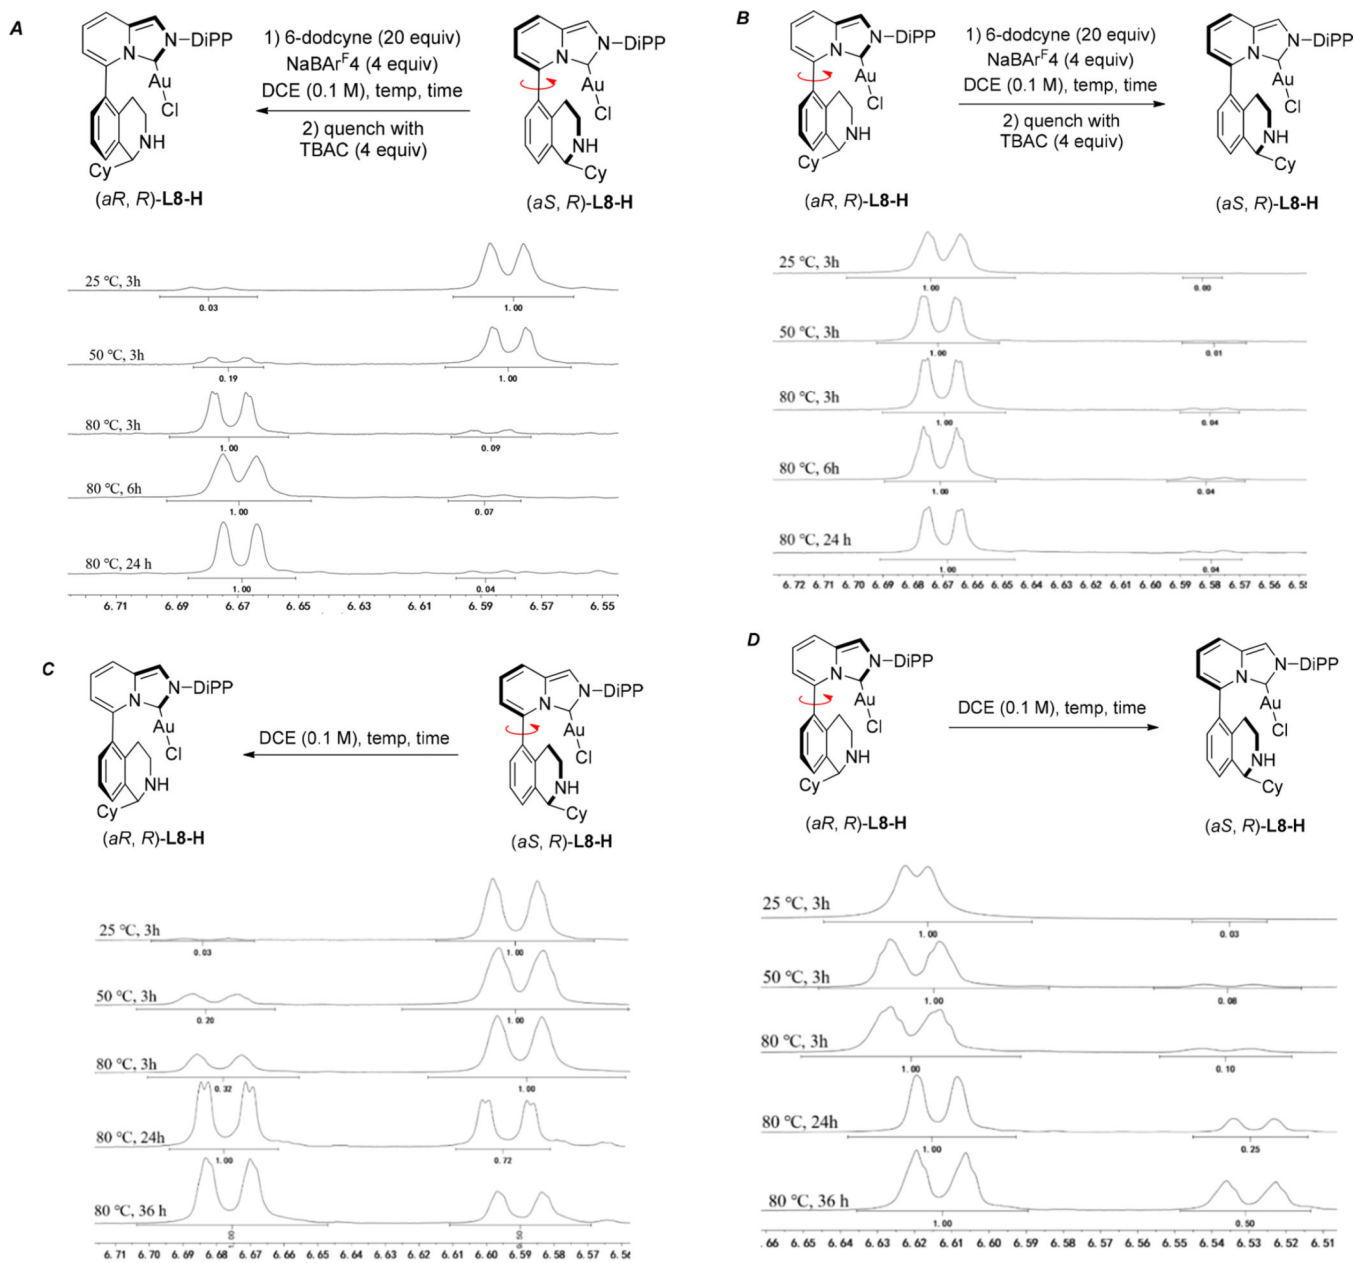 A
N–DiPP
N
Au
Cl
NH
Cy
(aR, R)-L8-H
1) 6-dodcyne (20 equiv)
NaBArF4 (4 equiv)
DCE (0.1 M), temp, time
2) quench with
TBAC (4 equiv)
N–DiPP
N
Au
Cl
NH
Cy
(aS, R)-L8-H
25 °C, 3h
0.03
1.00
50 °C, 3h
0.19
1.00
80 °C, 3h
1.00
0.09
80 °C, 6h
1.00
0.07
80 °C, 24 h
1.00
0.04
6.71 6.69 6.67 6.65 6.63 6.61 6.59 6.57 6.55
B
N–DiPP
N
Au
Cl
NH
Cy
(aR, R)-L8-H
1) 6-dodcyne (20 equiv)
NaBArF4 (4 equiv)
DCE (0.1 M), temp, time
2) quench with
TBAC (4 equiv)
N–DiPP
N
Au
Cl
NH
Cy
(aS, R)-L8-H
25 °C, 3h
1.00
0.00
50 °C, 3h
1.00
0.01
80 °C, 3h
1.00
0.04
80 °C, 6h
1.00
0.04
80 °C, 24 h
1.00
0.04
6.72 6.71 6.70 6.69 6.68 6.67 6.66 6.65 6.64 6.63 6.62 6.61 6.60 6.59 6.58 6.57 6.56
C
N–DiPP
N
Au
Cl
NH
Cy
(aR, R)-L8-H
DCE (0.1 M), temp, time
N–DiPP
N
Au
Cl
NH
Cy
(aS, R)-L8-H
25 °C, 3h
0.03
1.00
50 °C, 3h
0.20
1.00
80 °C, 3h
0.32
1.00
80 °C, 24h
1.00
0.72
80 °C, 36 h
1.00
6.71 6.70 6.69 6.68 6.67 6.66 6.65 6.64 6.63 6.62 6.61 6.60 6.59 6.58 6.57
D
N–DiPP
N
Au
Cl
NH
Cy
(aR, R)-L8-H
DCE (0.1 M), temp, time
N–DiPP
N
Au
Cl
NH
Cy
(aS, R)-L8-H
25 °C, 3h
1.00
0.03
50 °C, 3h
1.00
0.08
80 °C, 3h
1.00
0.10
80 °C, 24h
1.00
0.25
80 °C, 36 h
1.00
0.50
.66 6.65 6.64 6.63 6.62 6.61 6.60 6.59 6.58 6.57 6.56 6.55 6.54 6.53 6.52 6.51